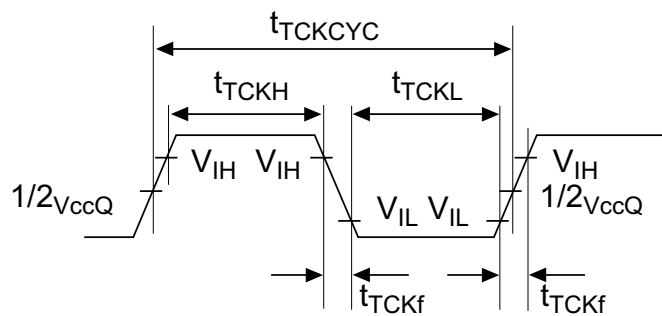 tTCKCYC
tTCKH tTCKL
VIH VIH VIH
1/2VccQ 1/2VccQ
VIL VIL
tTCKf tTCKf